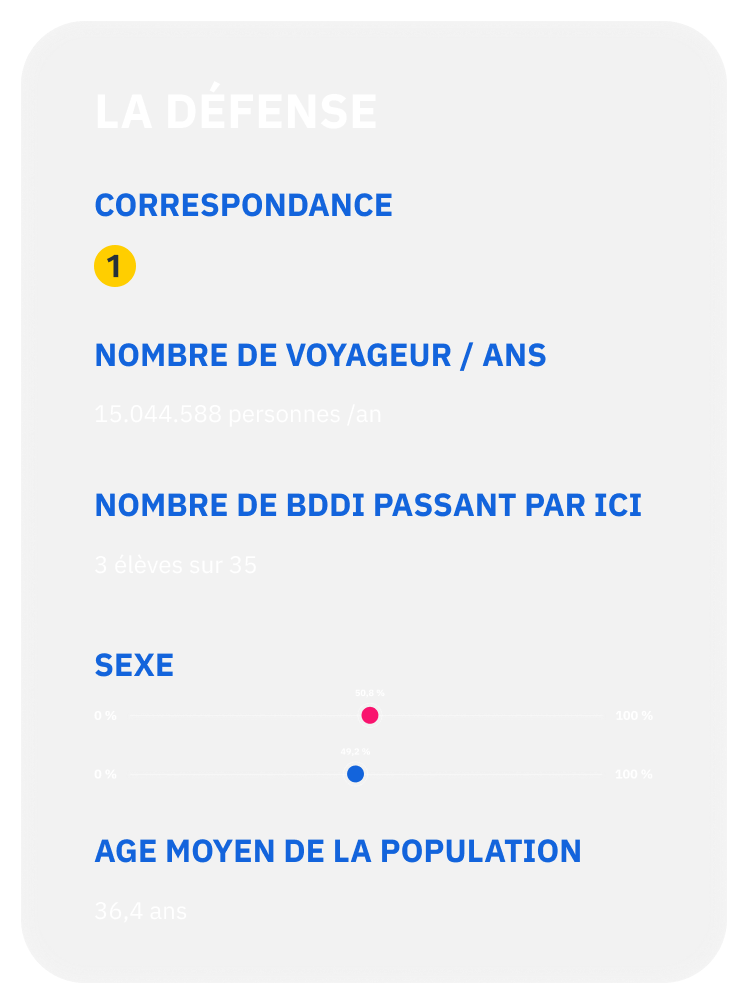 LA DÉFENSE
CORRESPONDANCE
1
NOMBRE DE VOYAGEUR / ANS
15.044.588 personnes /an
NOMBRE DE BDDI PASSANT PAR ICI
3 élèves sur 35
SEXE
50,8 %
0 % 100 %
49,2 %
0 % 100 %
AGE MOYEN DE LA POPULATION
36,4 ans